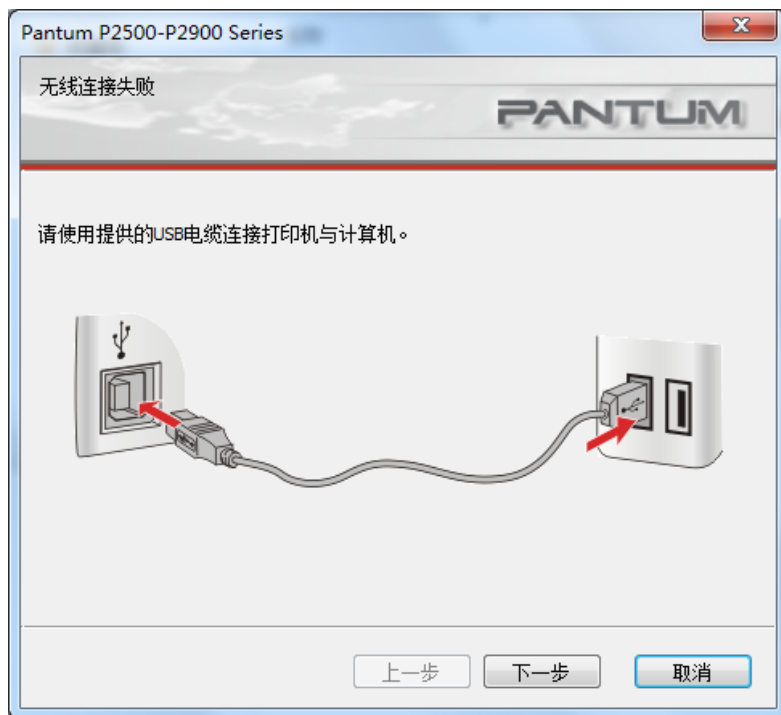 Pantum P2500-P2900 Series
无线连接失败
PANTUM
请使用提供的USB电缆连接打印机与计算机。
上一步
下一步
取消